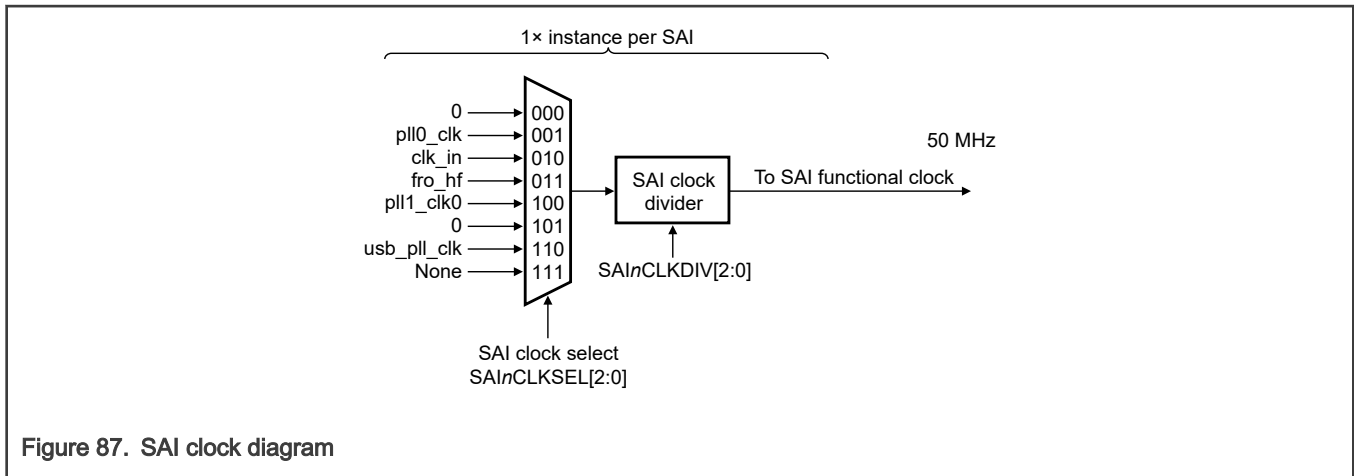 1× instance per SAI
0
000
pll0_clk
001
clk_in
010
fro_hf
011
pll1_clk0
100
0
101
usb_pll_clk
110
None
111
SAI clock
divider
50 MHz
To SAI functional clock
SAInCLKDIV[2:0]
SAI clock select
SAInCLKSEL[2:0]
Figure 87. SAI clock diagram